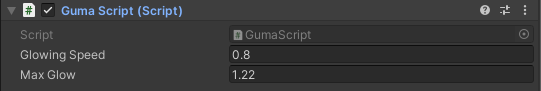 Guma Script (Script)
Script GumaScript
Glowing Speed 0.8
Max Glow 1.22